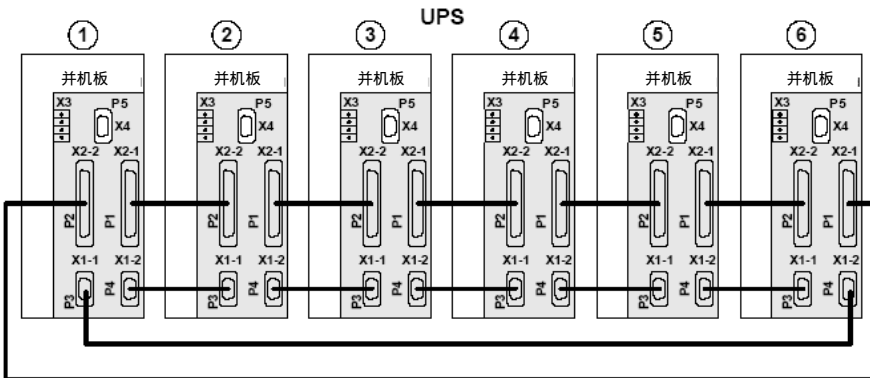 UPS
1 2 3 4 5 6
并机板 并机板 并机板 并机板 并机板 并机板
X3 P5 X3 P5 X3 P5 X3 P5 X3 P5 X3 P5
X4 X4 X4 X4 X4 X4
X2-2 X2-1 X2-2 X2-1 X2-2 X2-1 X2-2 X2-1 X2-2 X2-1 X2-2 X2-1
P2 P1 P2 P1 P2 P1 P2 P1 P2 P1 P2 P1
X1-1 X1-2 X1-1 X1-2 X1-1 X1-2 X1-1 X1-2 X1-1 X1-2 X1-1 X1-2
P3 P4 P3 P4 P3 P4 P3 P4 P3 P4 P3 P4